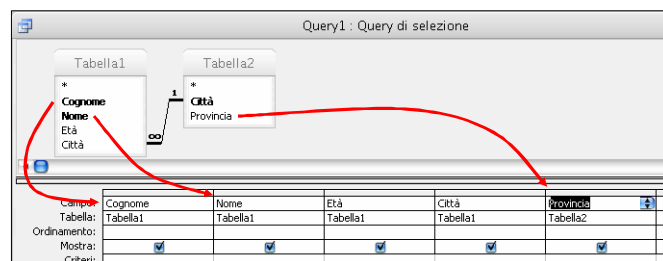 Query1 : Query di selezione
Tabella1 Tabella2
* *
Cognome 1 Città
Nome Provincia
Età
Città ∞
Campo: Cognome Nome Età Città Provincia
Tabella: Tabella1 Tabella1 Tabella1 Tabella1 Tabella2
Ordinamento:
Mostra:
Criteri: